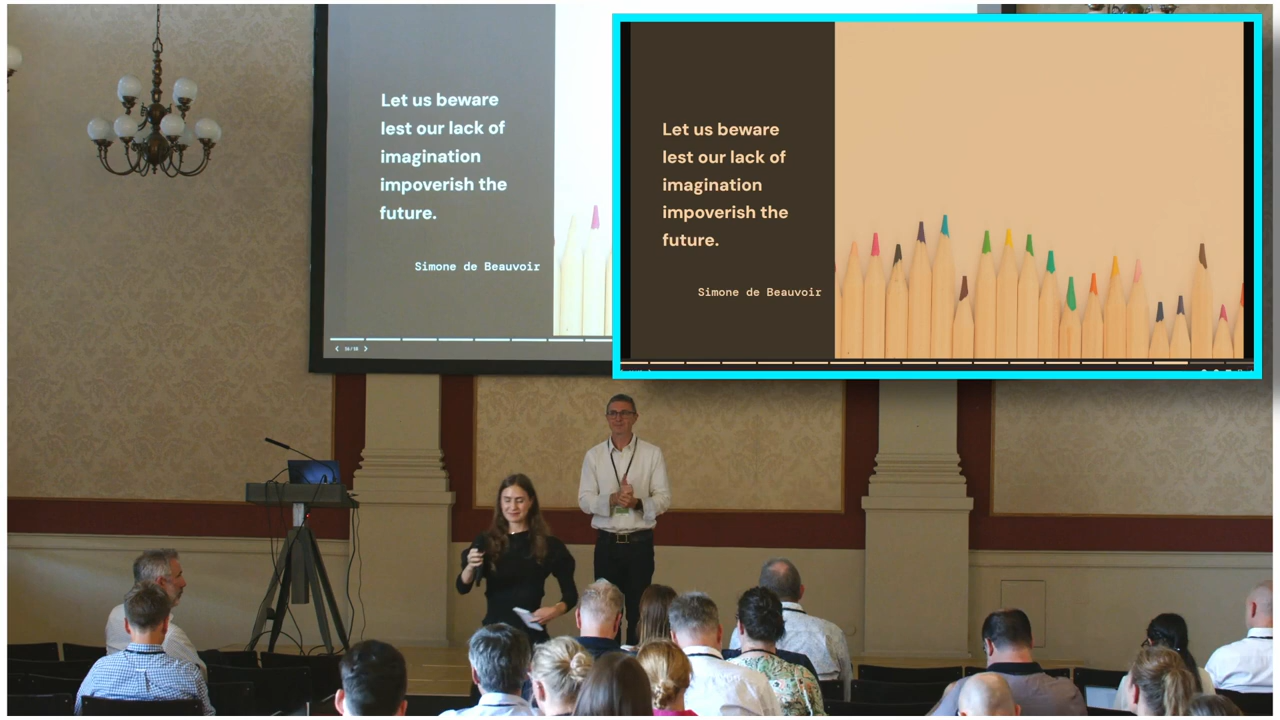 Let us beware
lest our lack of
imagination
impoverish the
future.
Simone de Beauvoir
Let us beware
lest our lack of
imagination
impoverish the
future.
Simone de Beauvoir